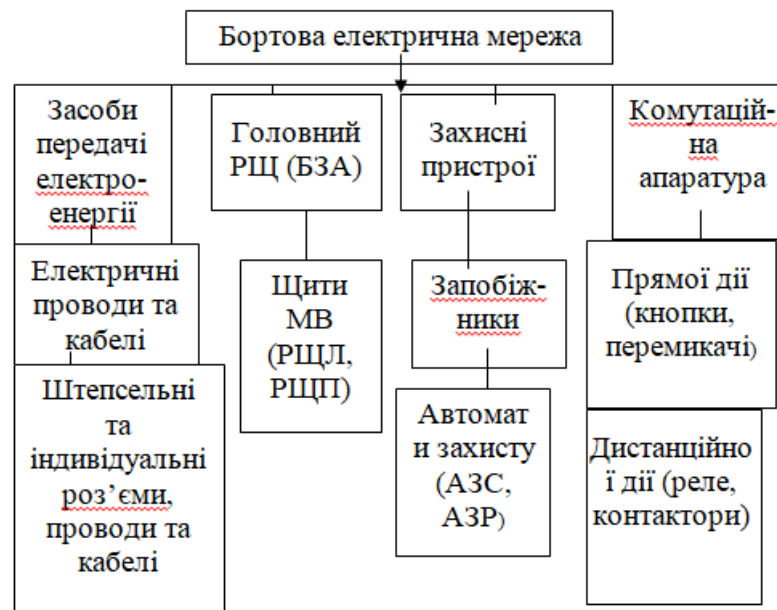 Бортова електрична мережа
Засоби
передачі
електро-
енергії
Електричні
проводи та
кабелі
Штепсельні
та
індивідуальні
роз’єми,
проводи та
кабелі
Головний
РЩ (БЗА)
Щити
МВ
(РЩЛ,
РЩП)
Захисні
пристрої
Запобіж-
ники
Автомат
и захисту
(АЗС,
АЗР)
Комутацій-
на
апаратура
Прямої дії
(кнопки,
перемикачі)
Дистанційно
ї дії (реле,
контактори)